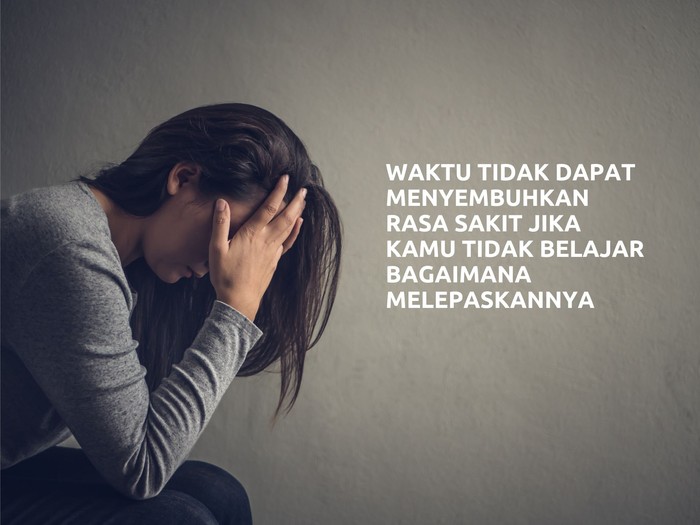 WAKTU TIDAK DAPAT
MENYEMBUHKAN
RASA SAKIT JIKA
KAMU TIDAK BELAJAR
BAGAIMANA
MELEPASKANNYA